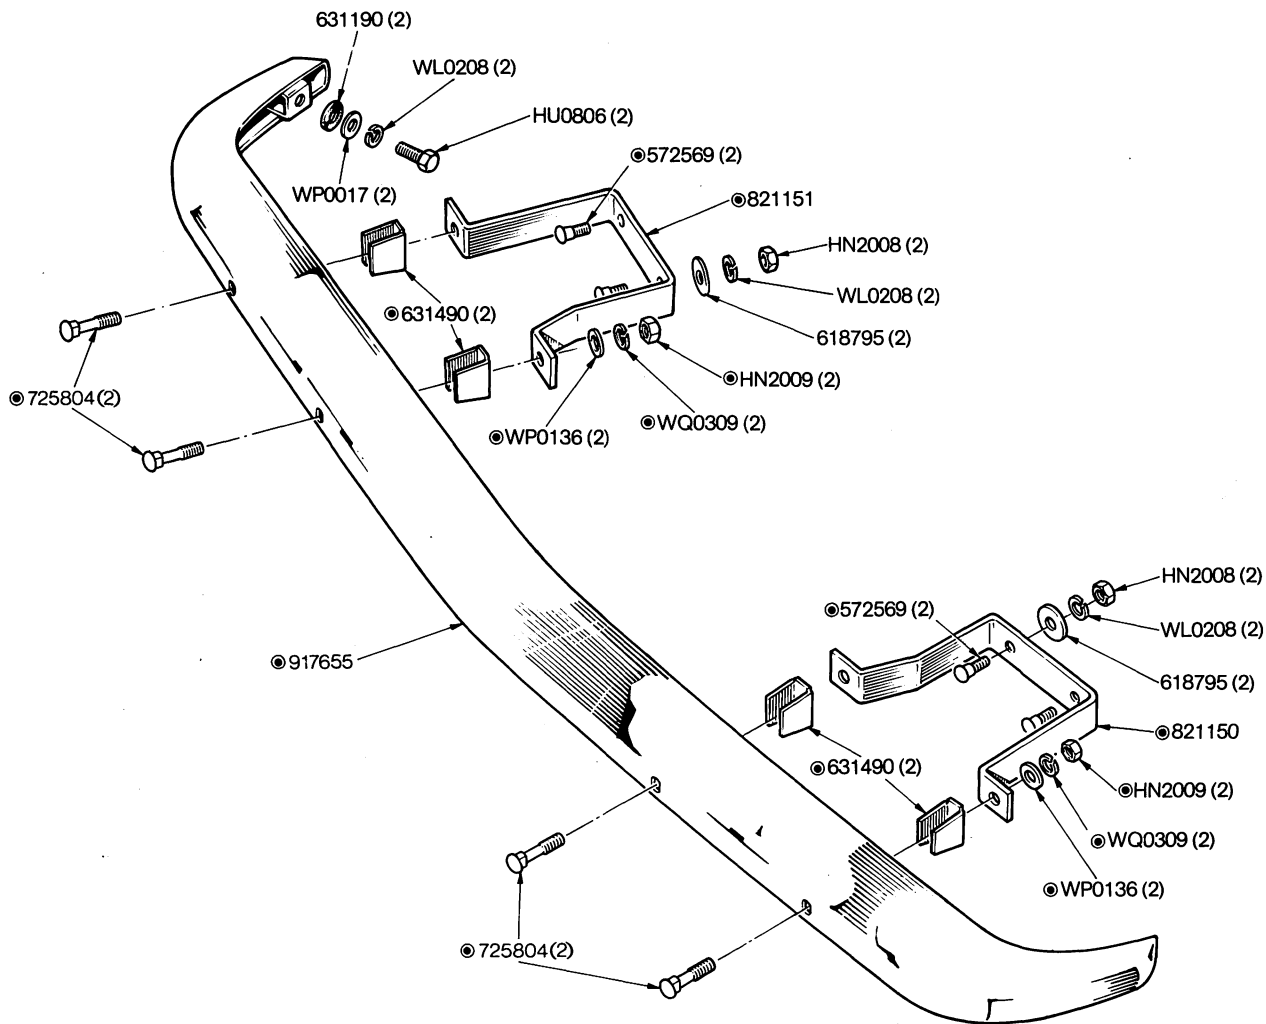 631190 (2)
WL0208 (2)
HU0806 (2)
◉572569 (2)
WP0017 (2)
◉821151
HN2008 (2)
WL0208 (2)
◉631490 (2)
618795 (2)
◉HN2009 (2)
◉725804 (2)
◉WQ0309 (2)
◉WP0136 (2)
HN2008 (2)
◉572569 (2)
WL0208 (2)
◉917655
618795 (2)
◉821150
◉631490 (2)
◉HN2009 (2)
◉WQ0309 (2)
◉WP0136 (2)
◉725804 (2)